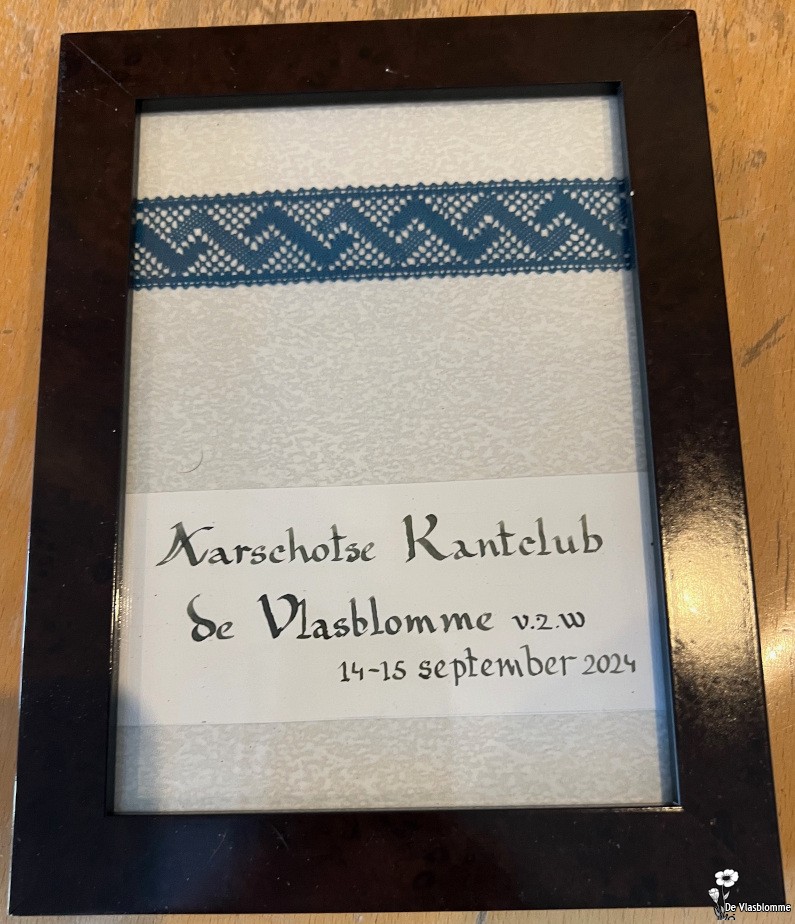 Aarschotse Kantclub
de Vlasblomme v.z.w
14-15 september 2024
De Vlasblomme